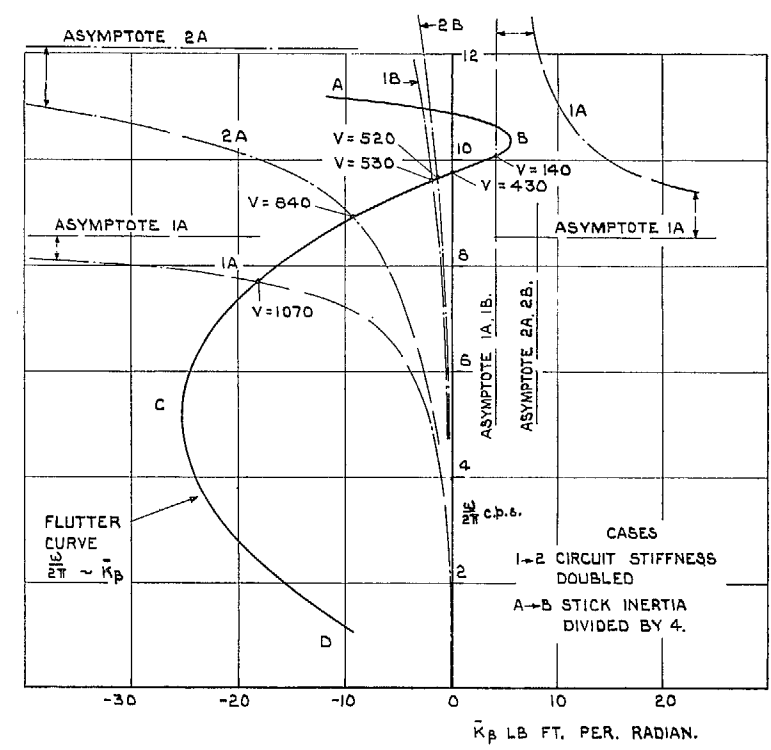 ASYMPTOTE 2A
2B
12
1B
A
1A
2A
V = 520
B
10
V = 530
V = 140
V = 430
V = 840
ASYMPTOTE 1A
ASYMPTOTE 1A
8
1A
V = 1070
ASYMPTOTE 1A, 1B.
ASYMPTOTE 2A, 2B.
6
C
4
FLUTTER
CURVE
ω/2π ~ K̄β
ω/2π c.p.s.
CASES
1→2 CIRCUIT STIFFNESS
DOUBLED
A→B STICK INERTIA
DIVIDED BY 4.
2
D
-30 -20 -10 0 10 20
K̄β LB FT. PER. RADIAN.